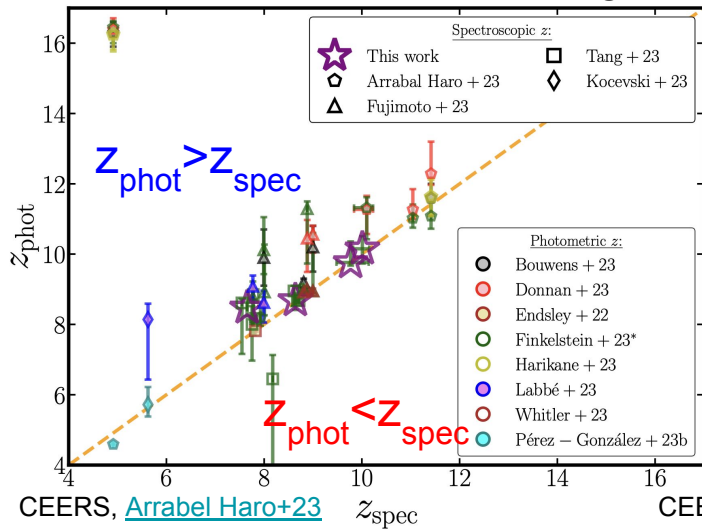 16
14
12
10
8
6
4
z_phot
Spectroscopic z:
This work
Arrabal Haro + 23
Fujimoto + 23
Tang + 23
Kocevski + 23
z_phot>z_spec
Photometric z:
Bouwens + 23
Donnan + 23
Endsley + 22
Finkelstein + 23*
Harikane + 23
Labbé + 23
Whitler + 23
Pérez − González + 23b
z_phot<z_spec
4 6 8 10 12 14 16
z_spec
CEERS, Arrabel Haro+23